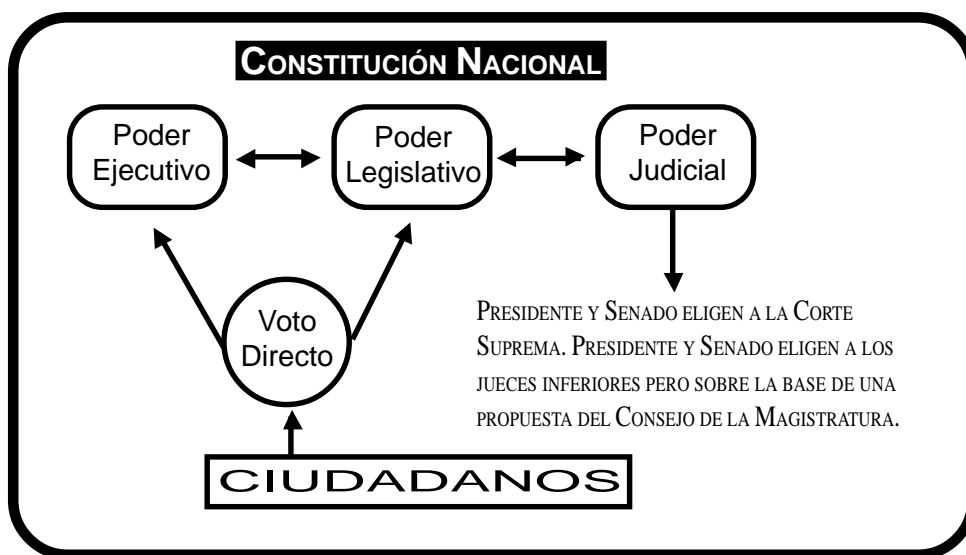 CONSTITUCIÓN NACIONAL
Poder
Ejecutivo
Poder
Legislativo
Poder
Judicial
Voto
Directo
PRESIDENTE Y SENADO ELIGEN A LA CORTE
SUPREMA. PRESIDENTE Y SENADO ELIGEN A LOS
JUECES INFERIORES PERO SOBRE LA BASE DE UNA
PROPUESTA DEL CONSEJO DE LA MAGISTRATURA.
CIUDADANOS